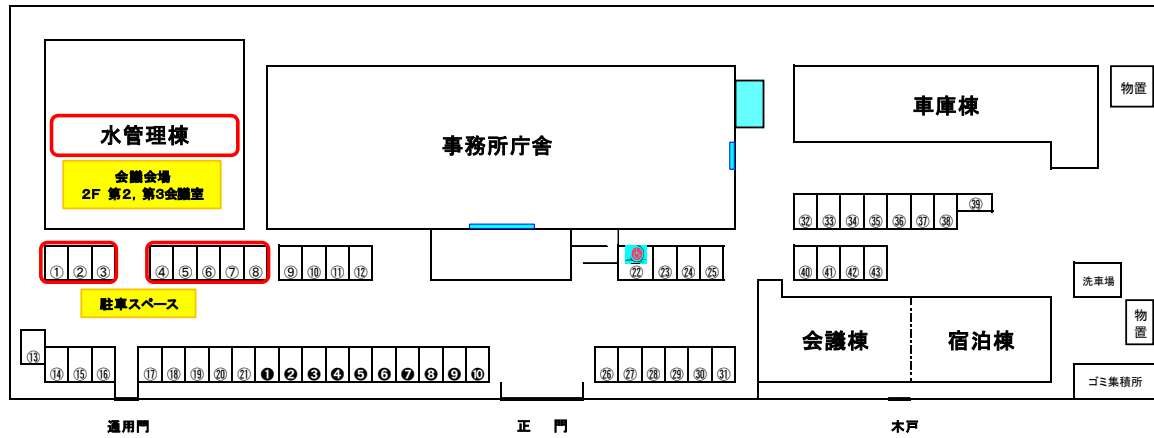 物置
車庫棟
水管理棟
事務所庁舎
会議会場
2F 第2, 第3会議室
㊴
㉜ ㉝ ㉞ ㉟ ㊱ ㊲ ㊳
① ② ③ ④ ⑤ ⑥ ⑦ ⑧ ⑨ ⑩ ⑪ ⑫ ㉒ ㉓ ㉔ ㉕ ㊵ ㊶ ㊷ ㊸
洗車場
駐車スペース
物
置
会議棟
宿泊棟
⑬
⑭ ⑮ ⑯ ⑰ ⑱ ⑲ ⑳ ㉑ ❶ ❷ ❸ ❹ ❺ ❻ ❼ ❽ ❾ ❿ ㉖ ㉗ ㉘ ㉙ ㉚ ㉛
ゴミ集積所
通用門
正 門
木戸